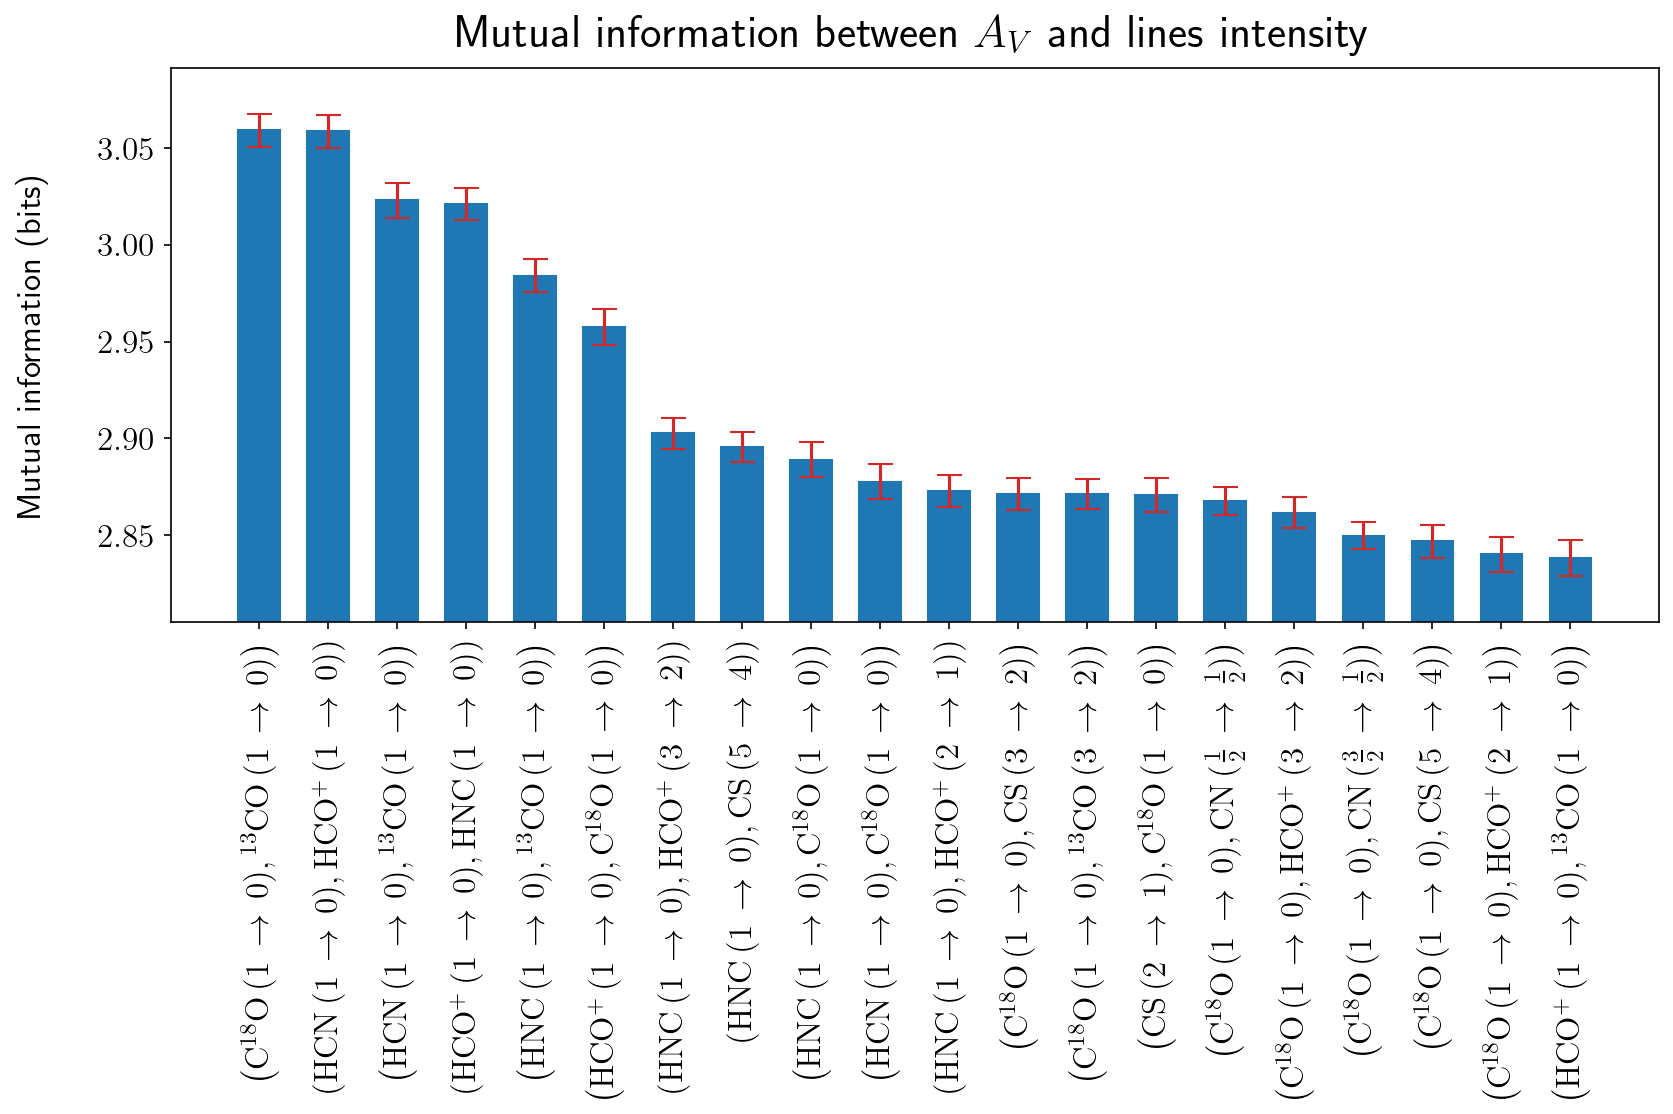 Mutual information between A_V and lines intensity
Mutual information (bits)
3.05
3.00
2.95
2.90
2.85
(C¹⁸O (1 → 0), ¹³CO (1 → 0))
(HCN (1 → 0), HCO⁺ (1 → 0))
(HCN (1 → 0), ¹³CO (1 → 0))
(HCO⁺ (1 → 0), HNC (1 → 0))
(HNC (1 → 0), ¹³CO (1 → 0))
(HCO⁺ (1 → 0), C¹⁸O (1 → 0))
(HNC (1 → 0), HCO⁺ (3 → 2))
(HNC (1 → 0), CS (5 → 4))
(HNC (1 → 0), C¹⁸O (1 → 0))
(HCN (1 → 0), C¹⁸O (1 → 0))
(HNC (1 → 0), HCO⁺ (2 → 1))
(C¹⁸O (1 → 0), CS (3 → 2))
(C¹⁸O (1 → 0), ¹³CO (3 → 2))
(CS (2 → 1), C¹⁸O (1 → 0))
(C¹⁸O (1 → 0), CN (1/2 → 1/2))
(C¹⁸O (1 → 0), HCO⁺ (3 → 2))
(C¹⁸O (1 → 0), CN (3/2 → 1/2))
(C¹⁸O (1 → 0), CS (5 → 4))
(C¹⁸O (1 → 0), HCO⁺ (2 → 1))
(HCO⁺ (1 → 0), ¹³CO (1 → 0))